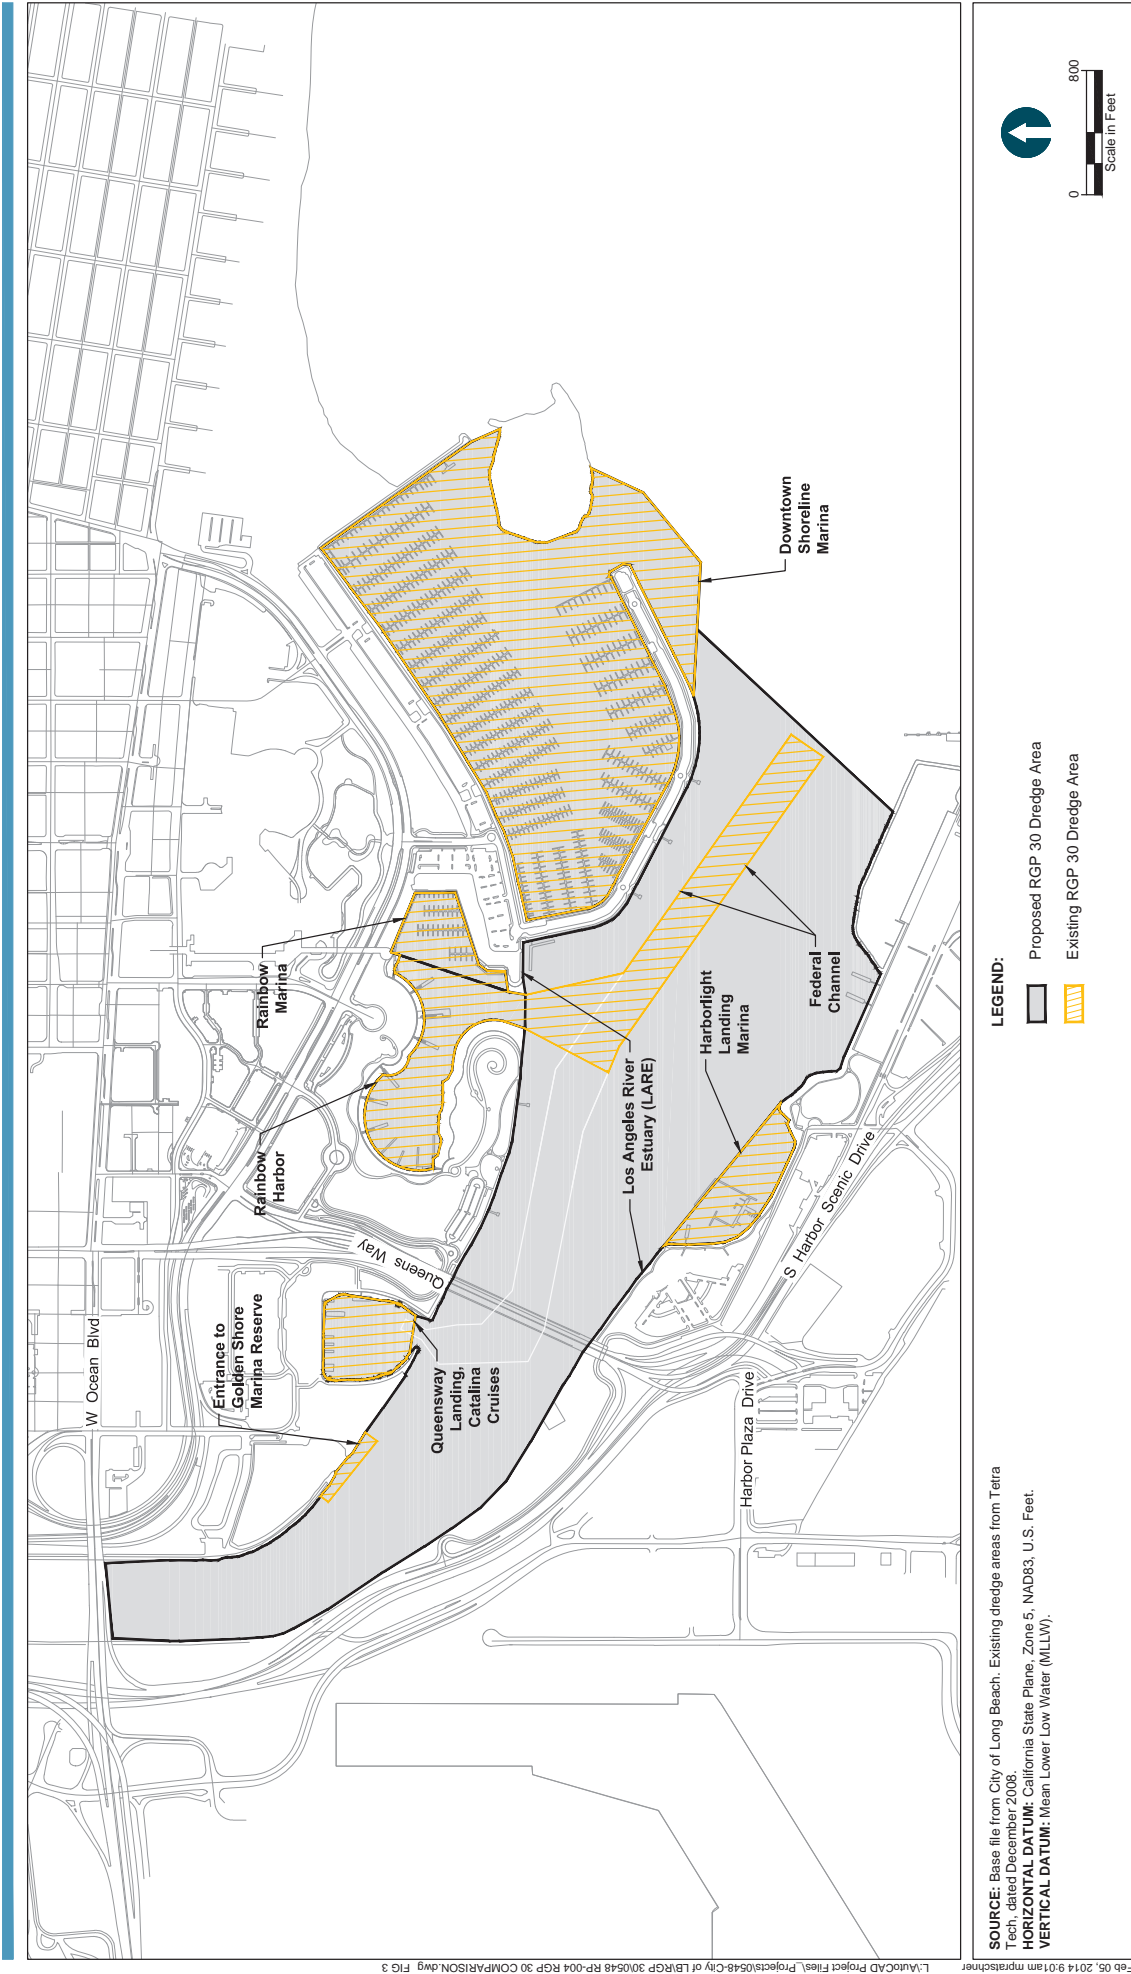 W Ocean Blvd
Entrance to
Golden Shore
Marina Reserve
Queens Way
Rainbow
Harbor
Rainbow
Marina
Queensway
Landing,
Catalina
Cruises
Los Angeles River
Estuary (LARE)
Harborlight
Landing
Marina
Federal
Channel
Downtown
Shoreline
Marina
Harbor Plaza Drive
S Harbor Scenic Drive
SOURCE: Base file from City of Long Beach. Existing dredge areas from Tetra
Tech, dated December 2008.
HORIZONTAL DATUM: California State Plane, Zone 5, NAD83, U.S. Feet.
VERTICAL DATUM: Mean Lower Low Water (MLLW).
LEGEND:
Proposed RGP 30 Dredge Area
Existing RGP 30 Dredge Area
0
800
Scale in Feet
Feb 05, 2014 9:01am mpratschner
L:\AutoCAD Project Files\_Projects\0548-City of LB\RGP 30\0548 RP-004 RGP 30 COMPARISON.dwg FIG 3